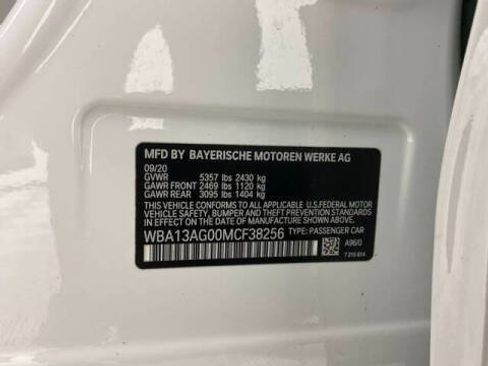 MFD BY BAYERISCHE MOTOREN WERKE AG
09/20
GVWR 5357 lbs 2430 kg
GAWR FRONT 2469 lbs 1120 kg
GAWR REAR 3095 lbs 1404 kg
THIS VEHICLE CONFORMS TO ALL APPLICABLE
U.S.FEDERAL MOTOR VEHICLE SAFETY, BUMPER,
AND THEFT PREVENTION STANDARDS IN
EFFECT ON THE DATE OF MANUFACTURE
SHOWN ABOVE.
WBA13AG00MCF38256 TYPE: PASSENGER CAR
A96/0